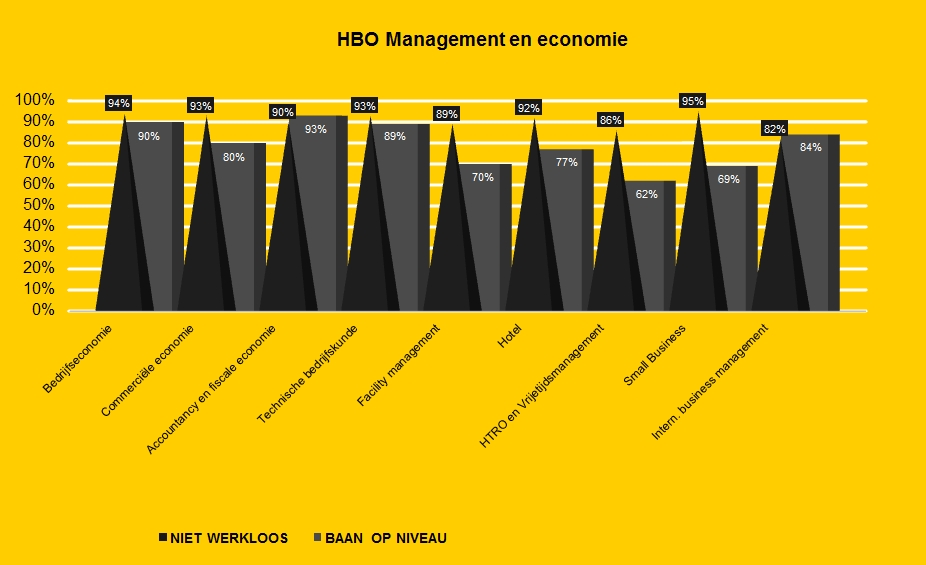 HBO Management en economie
100%
90%
80%
70%
60%
50%
40%
30%
20%
10%
0%
94%
90%
93%
80%
90%
93%
93%
89%
89%
70%
92%
77%
86%
62%
95%
69%
82%
84%
Bedrijfseconomie
Commerciële economie
Accountancy en fiscale economie
Technische bedrijfskunde
Facility management
Hotel
HTRO en Vrijetijdsmanagement
Small Business
Intern. business management
NIET WERKLOOS
BAAN OP NIVEAU